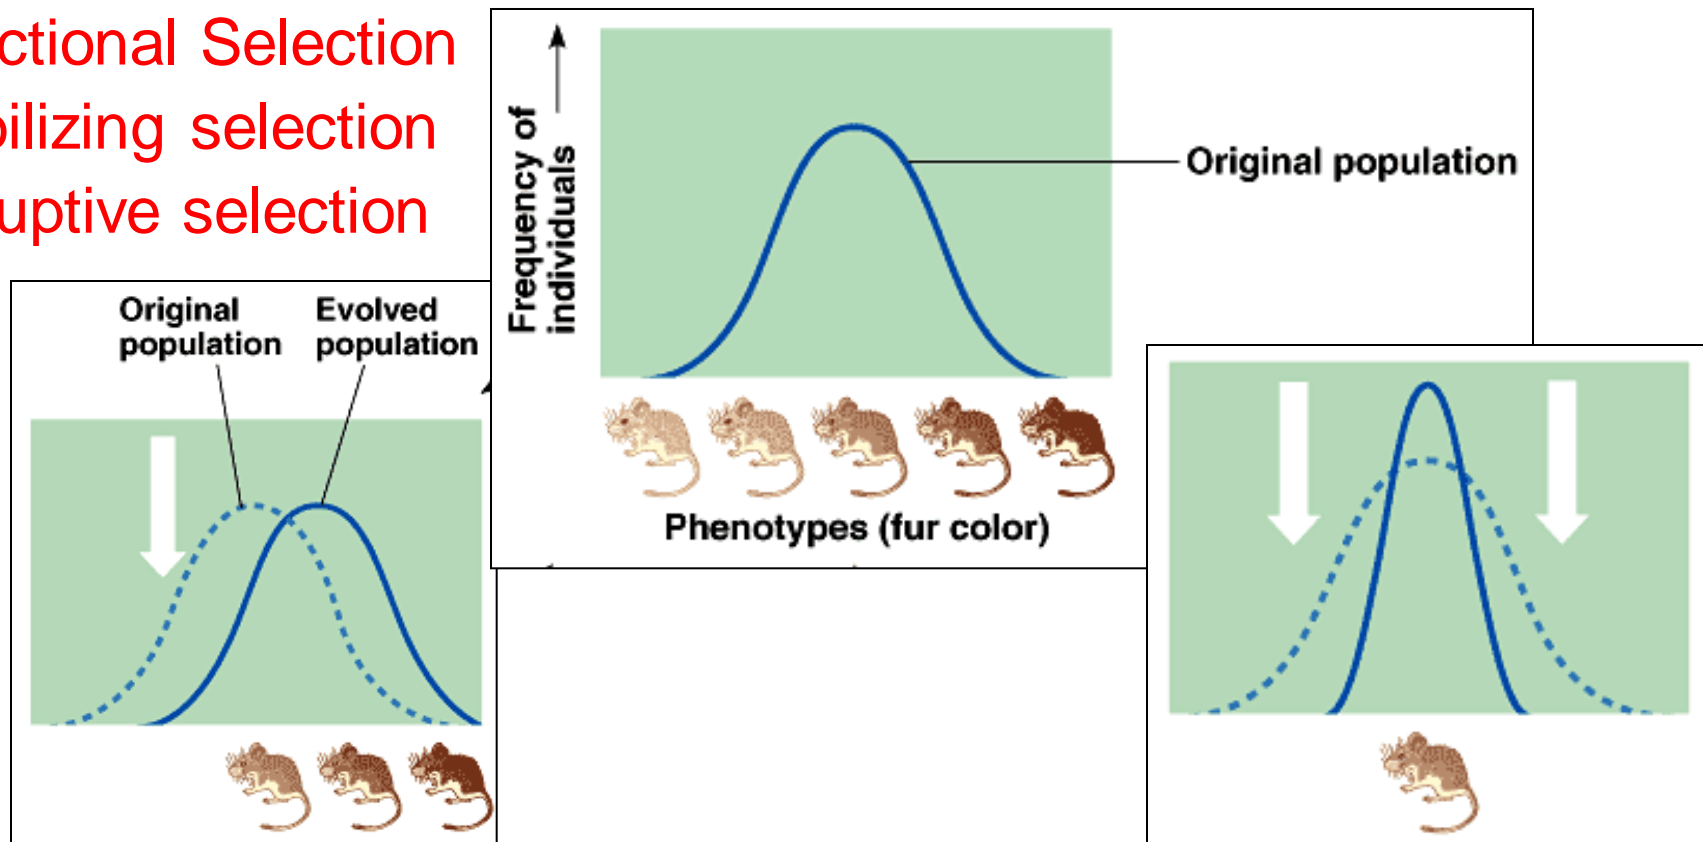 ctional Selection
bilizing selection
uptive selection
Frequency of
individuals
Original population
Phenotypes (fur color)
Original
population
Evolved
population